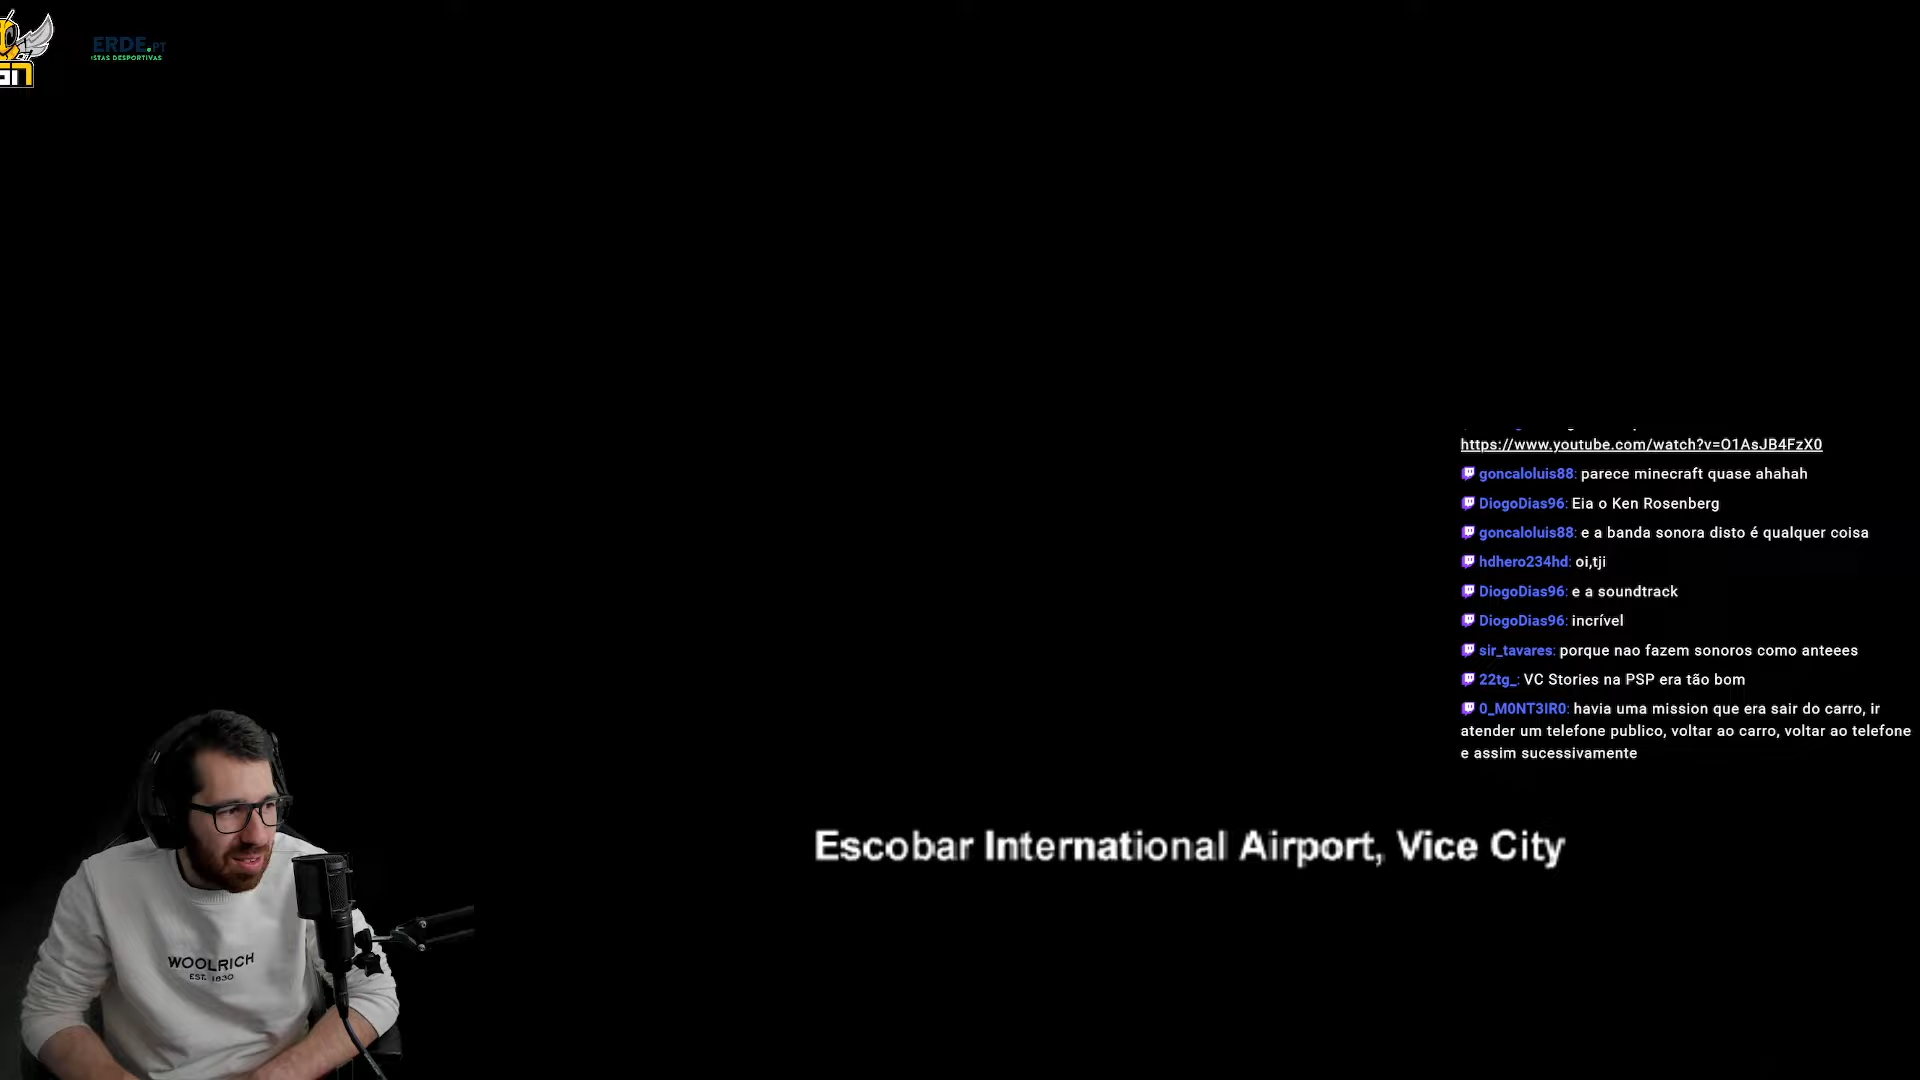 ERDE.PT
ISTAS DESPORTIVAS
https://www.youtube.com/watch?v=O1AsJB4FzX0
goncaloluis88: parece minecraft quase ahahah
DiogoDias96: Eia o Ken Rosenberg
goncaloluis88: e a banda sonora disto é qualquer coisa
hdhero234hd: oi,tji
DiogoDias96: e a soundtrack
DiogoDias96: incrível
sir_tavares: porque nao fazem sonoros como anteees
22tg_: VC Stories na PSP era tão bom
0_M0NT3IR0: havia uma mission que era sair do carro, ir
atender um telefone publico, voltar ao carro, voltar ao telefone
e assim sucessivamente
Escobar International Airport, Vice City
WOOLRICH
EST. 1830